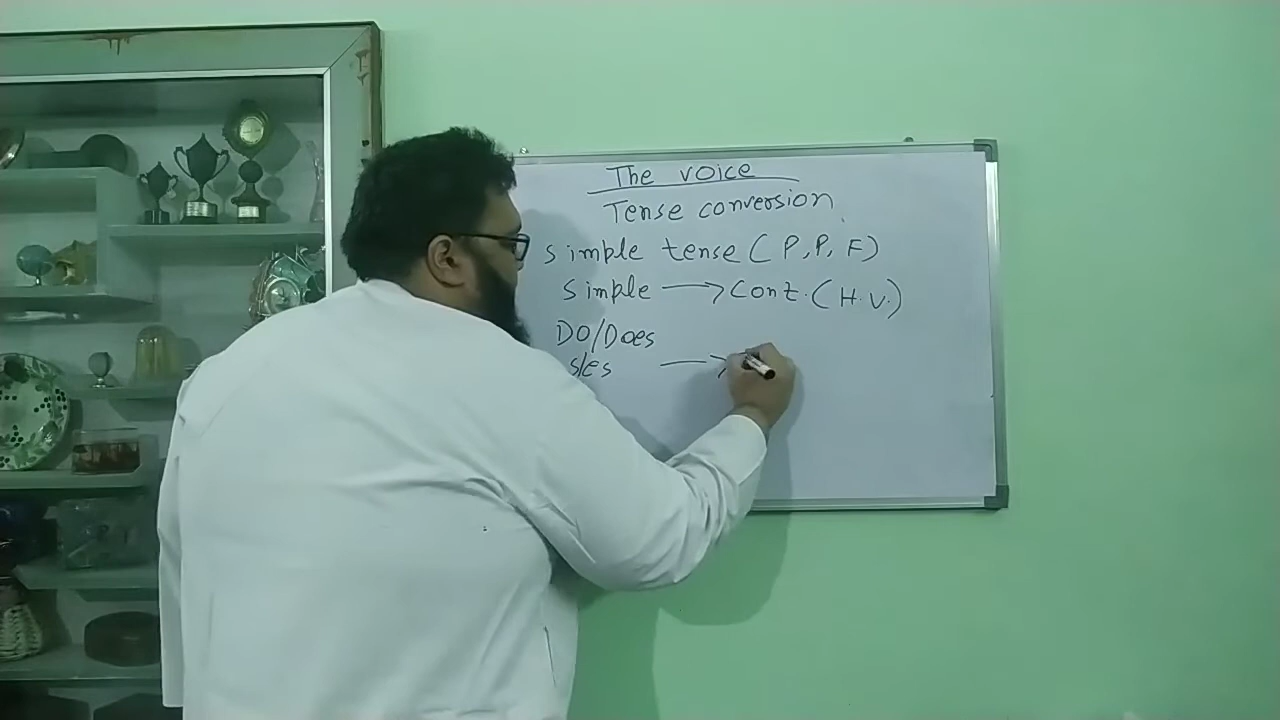 The voice
Tense conversion
simple tense (P,P,F)
simple → Cont. (H.V.)
DO/Does
s/es →